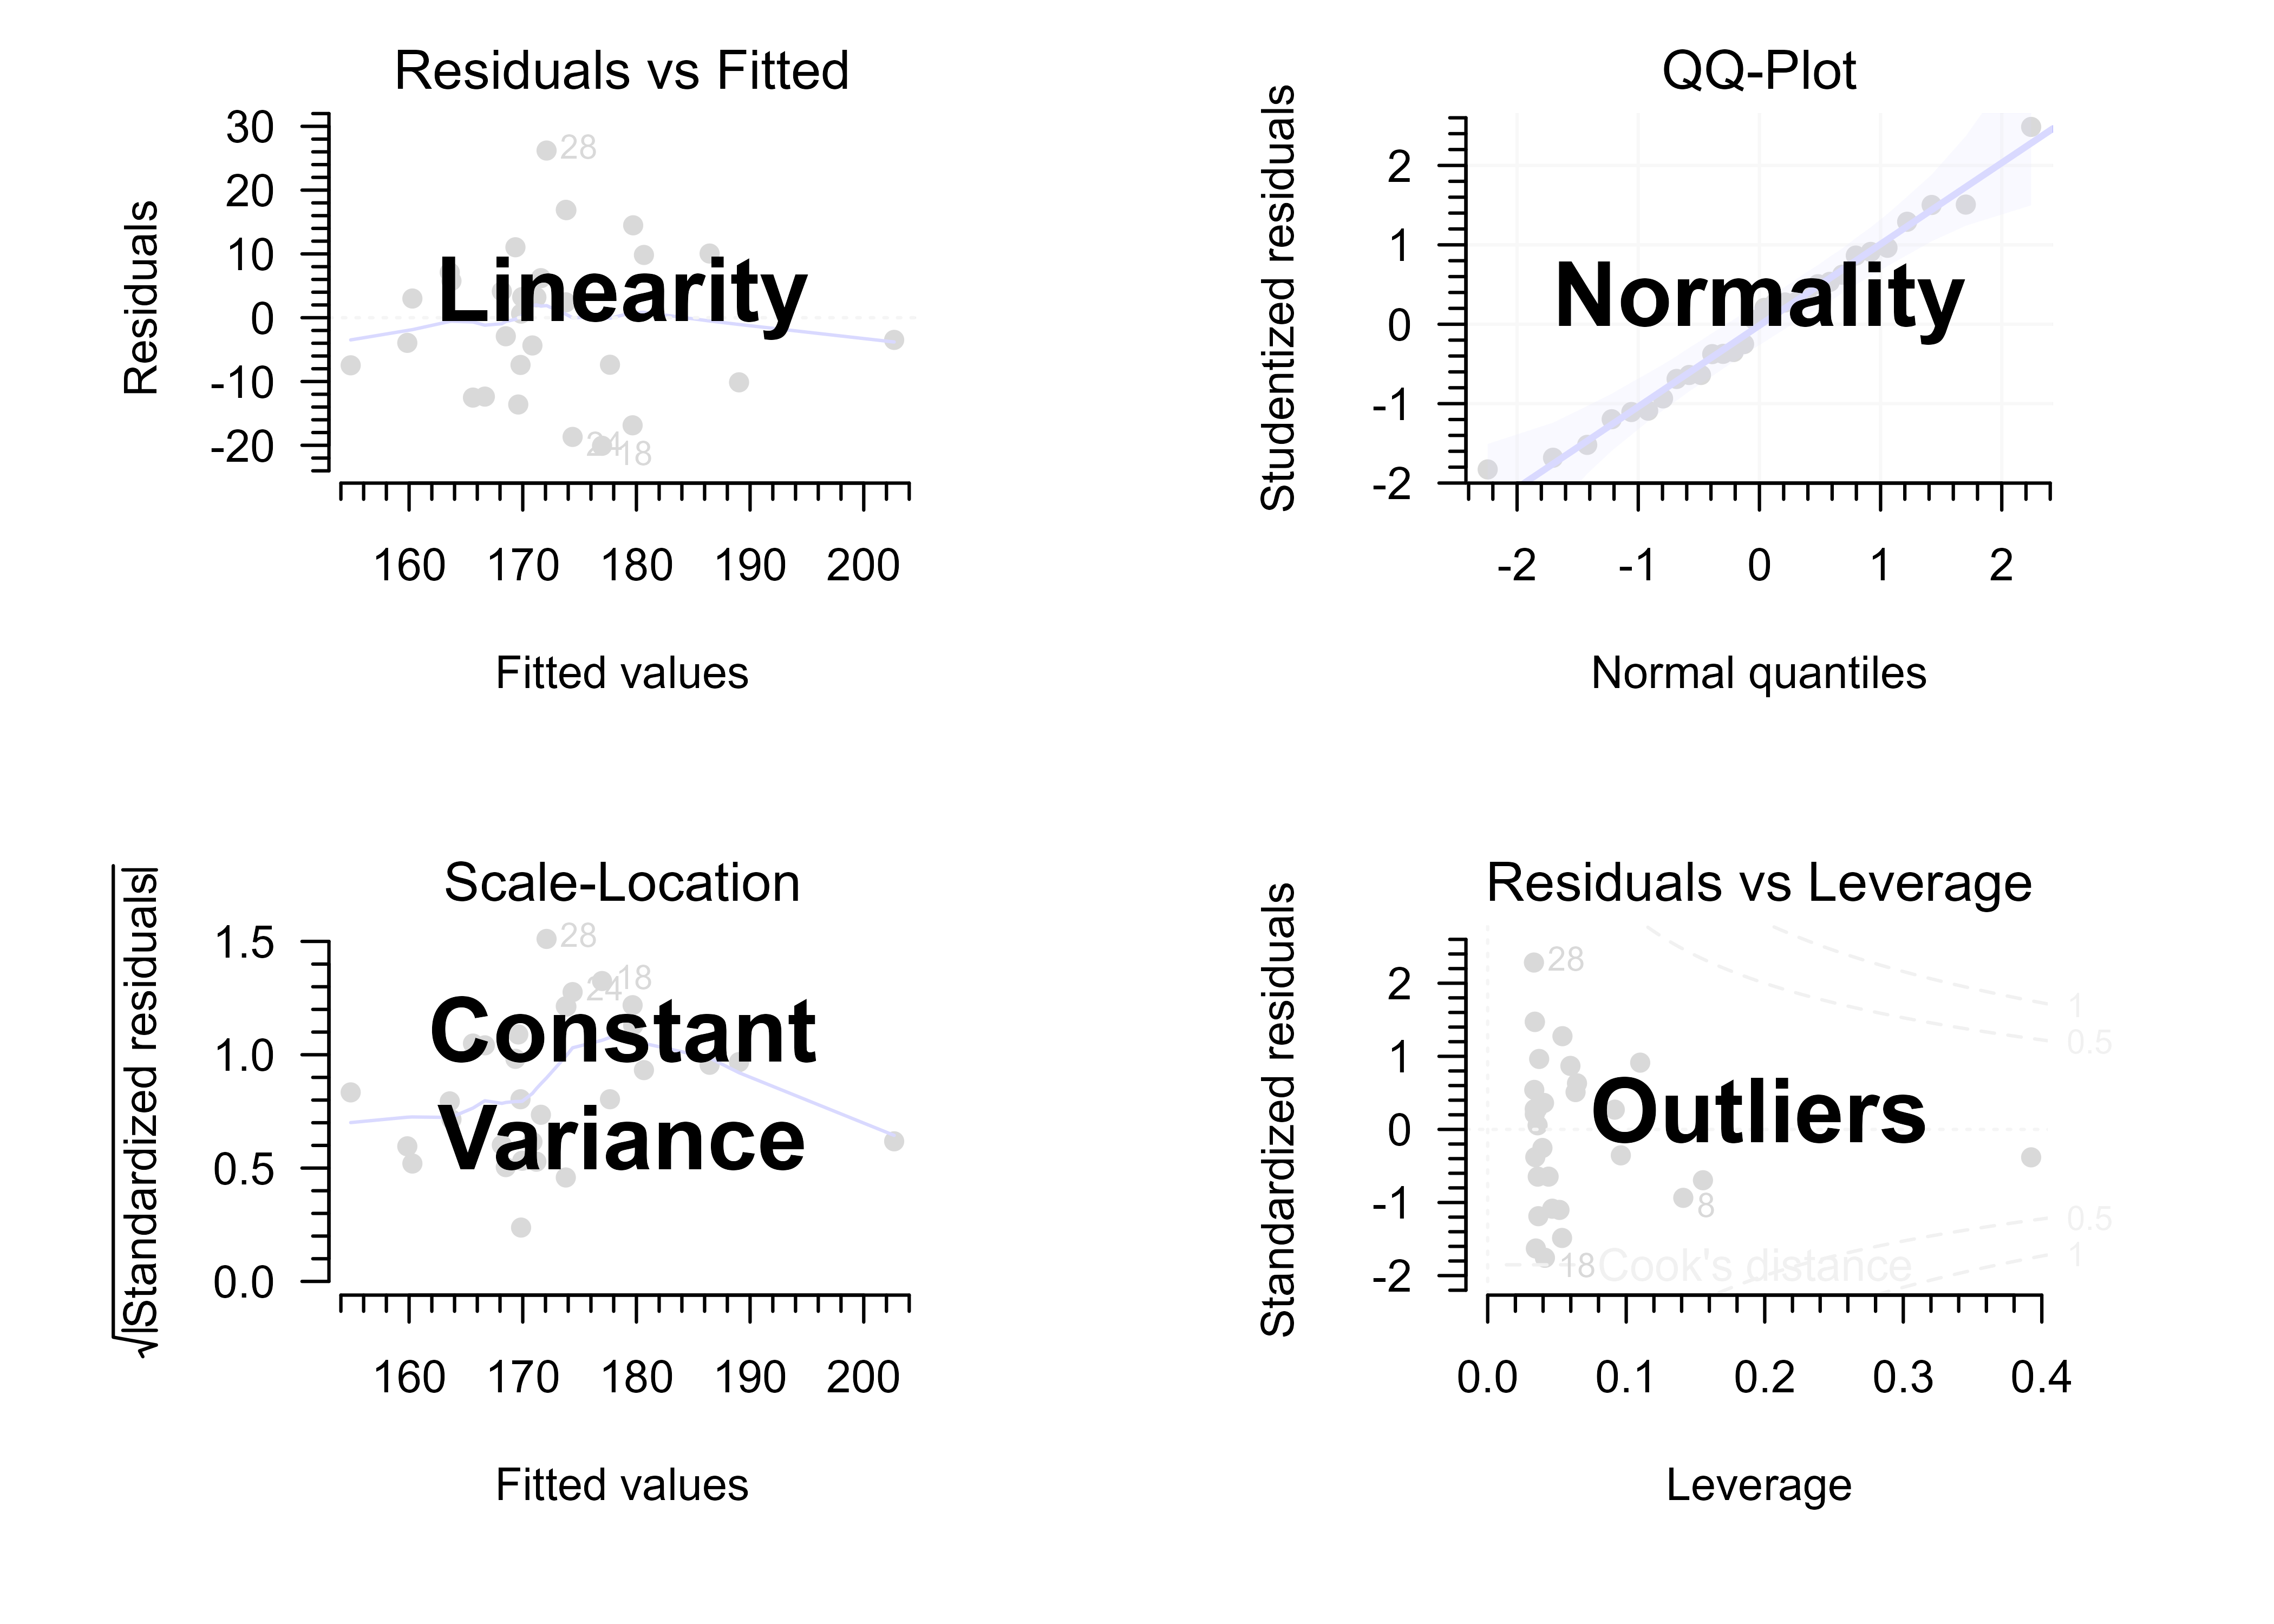 Residuals vs Fitted
Residuals
30
20
10
0
-10
-20
28
24
18
Linearity
160 170 180 190 200
Fitted values
QQ-Plot
Studentized residuals
2
1
0
-1
-2
Normality
-2 -1 0 1 2
Normal quantiles
Scale-Location
√|Standardized residuals|
1.5
1.0
0.5
0.0
28
18
24
Constant
Variance
160 170 180 190 200
Fitted values
Residuals vs Leverage
Standardized residuals
2
1
0
-1
-2
28
1
0.5
Outliers
8
0.5
1
18
Cook's distance
0.0 0.1 0.2 0.3 0.4
Leverage